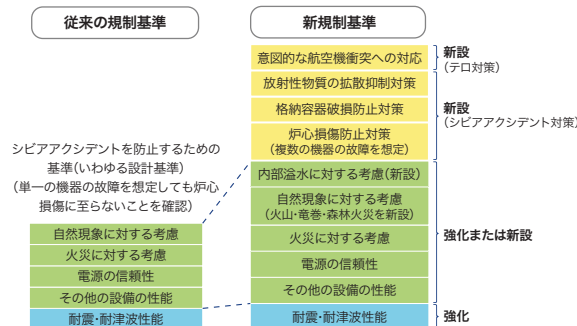 従来の規制基準
シビアアクシデントを防止するための
基準(いわゆる設計基準)
(単一の機器の故障を想定しても炉心
損傷に至らないことを確認)
自然現象に対する考慮
火災に対する考慮
電源の信頼性
その他の設備の性能
耐震・耐津波性能
新規制基準
意図的な航空機衝突への対応
放射性物質の拡散抑制対策
格納容器破損防止対策
炉心損傷防止対策
(複数の機器の故障を想定)
内部溢水に対する考慮(新設)
自然現象に対する考慮
(火山・竜巻・森林火災を新設)
火災に対する考慮
電源の信頼性
その他の設備の性能
耐震・耐津波性能
新設
(テロ対策)
新設
(シビアアクシデント対策)
強化または新設
強化